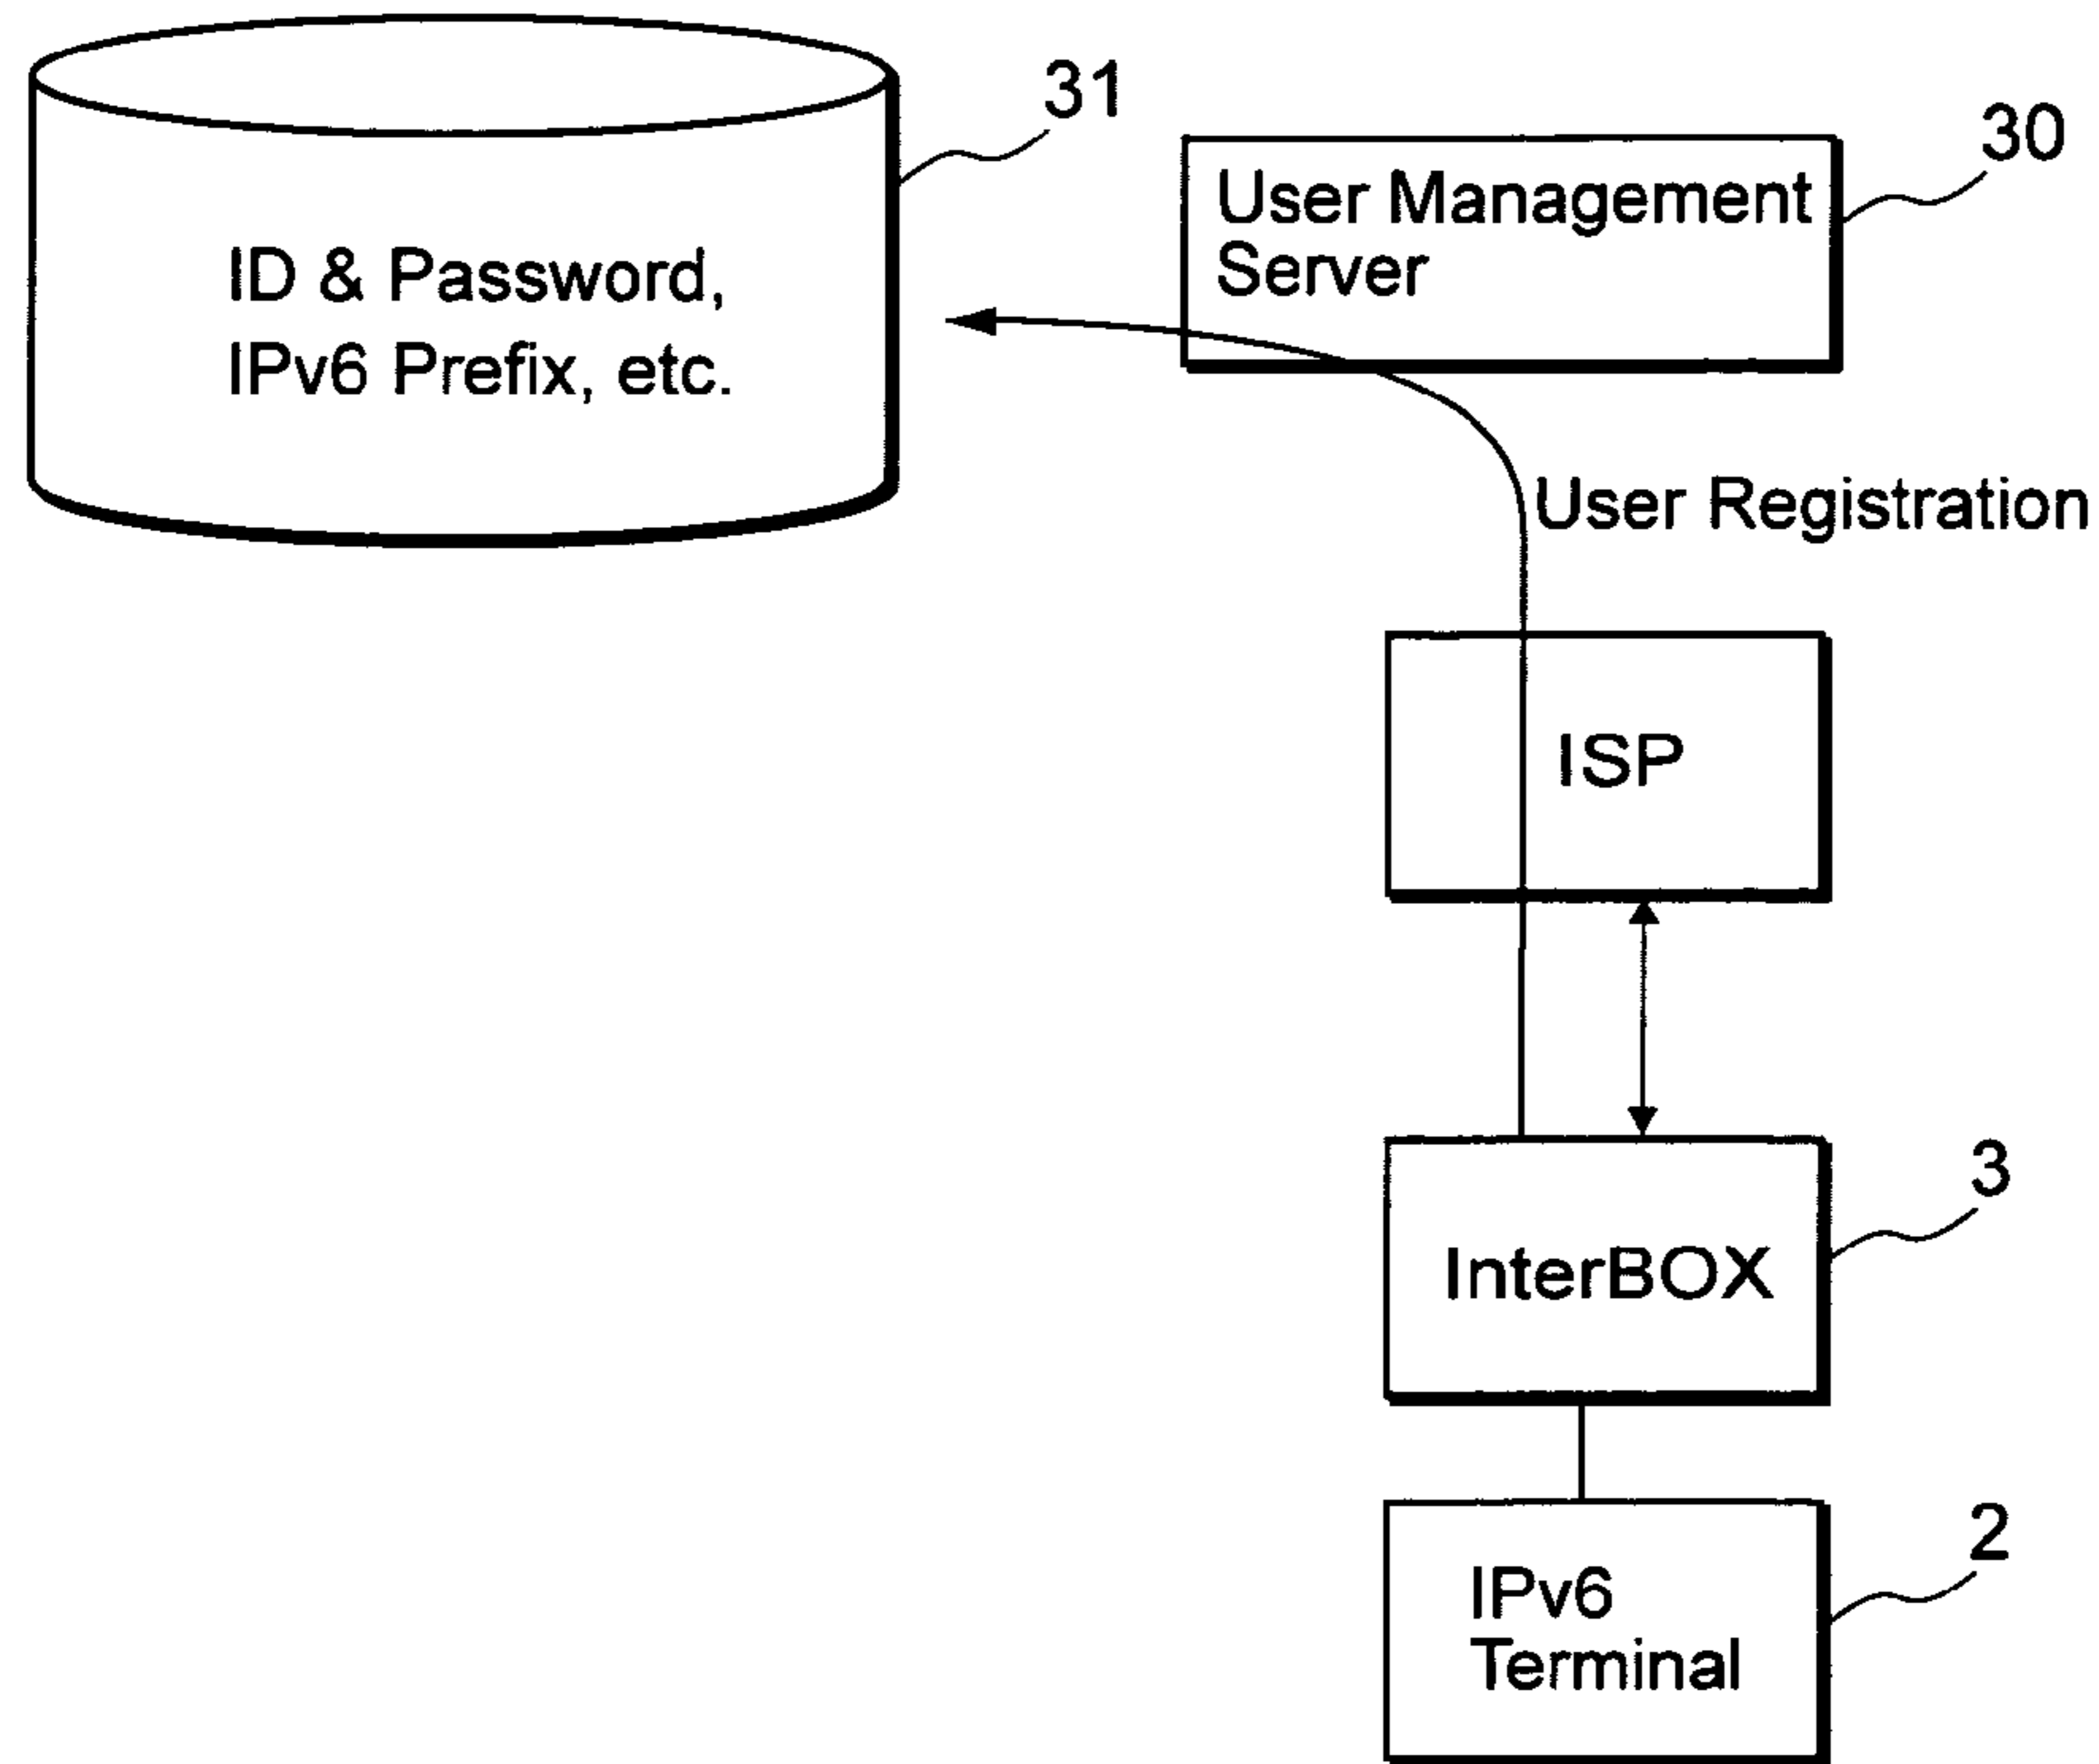 31
30
User Management
Server
ID & Password,
IPv6 Prefix, etc.
User Registration
ISP
3
InterBOX
2
IPv6
Terminal